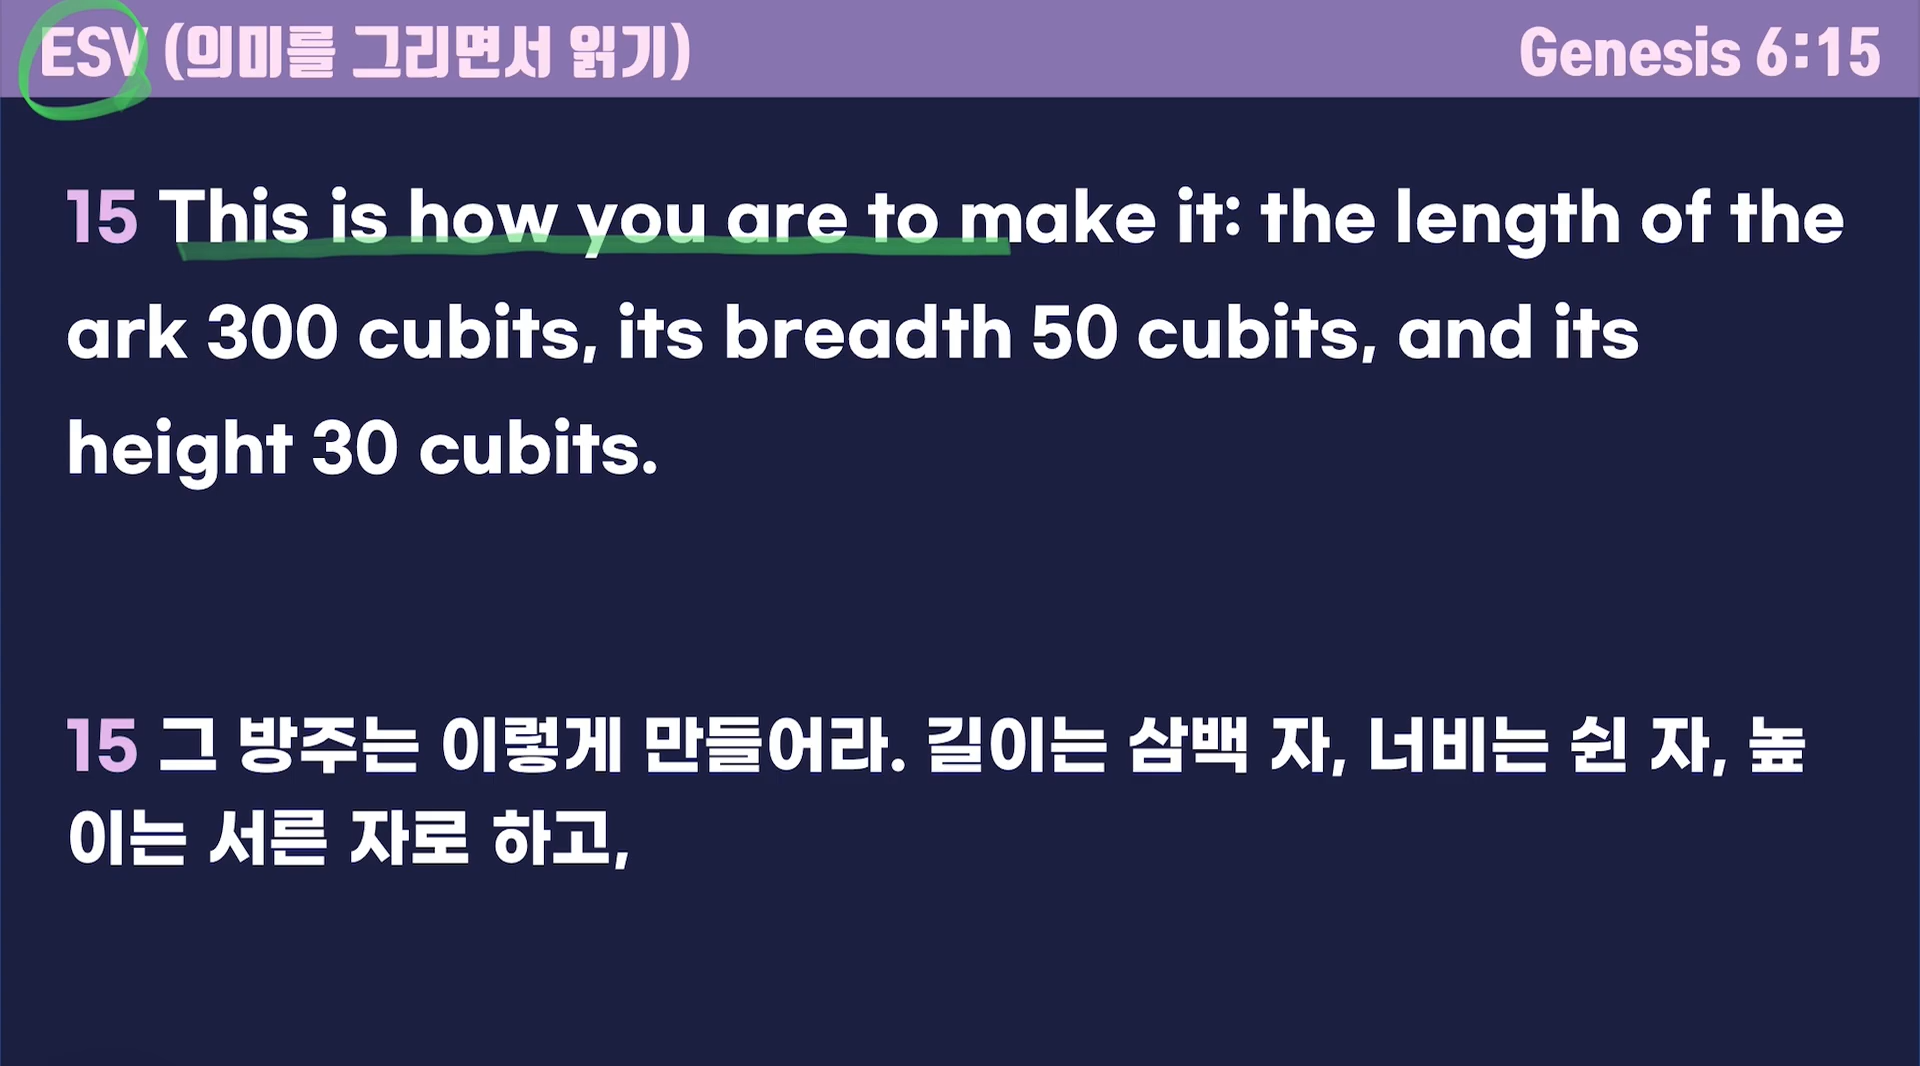 ESV (의미를 그리면서 읽기)
Genesis 6:15
15 This is how you are to make it: the length of the
ark 300 cubits, its breadth 50 cubits, and its
height 30 cubits.
15 그 방주는 이렇게 만들어라. 길이는 삼백 자, 너비는 쉰 자, 높
이는 서른 자로 하고,